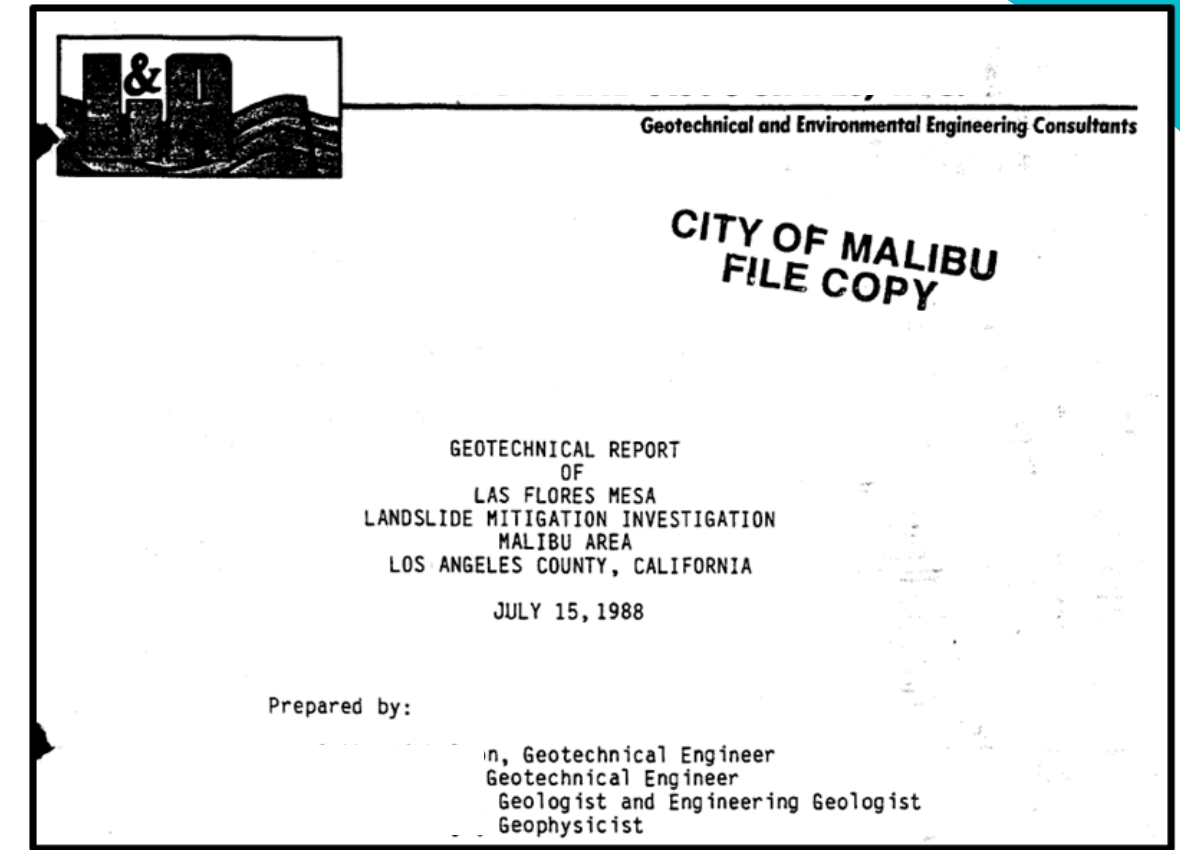 L&A
Geotechnical and Environmental Engineering Consultants
CITY OF MALIBU
FILE COPY
GEOTECHNICAL REPORT
OF
LAS FLORES MESA
LANDSLIDE MITIGATION INVESTIGATION
MALIBU AREA
LOS ANGELES COUNTY, CALIFORNIA
JULY 15, 1988
Prepared by:
n, Geotechnical Engineer
Geotechnical Engineer
Geologist and Engineering Geologist
Geophysicist